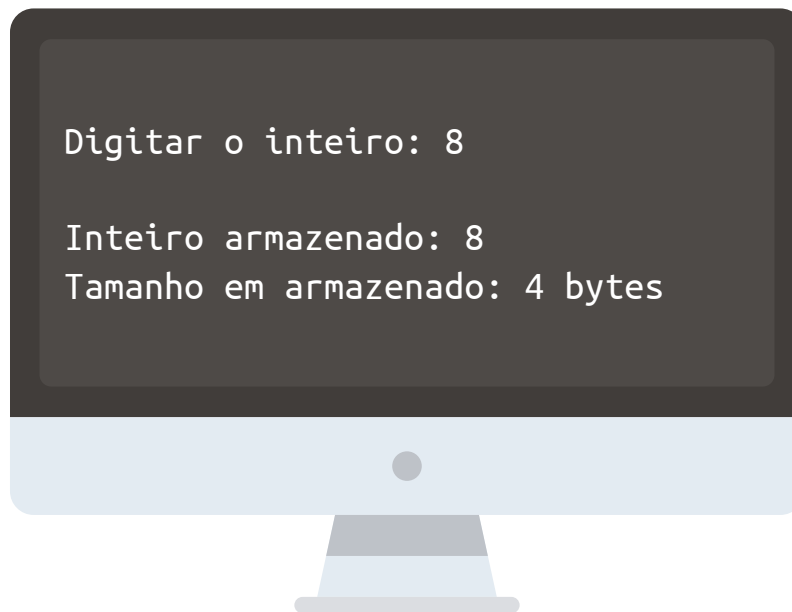 Digitar o inteiro: 8
Inteiro armazenado: 8
Tamanho em armazenado: 4 bytes